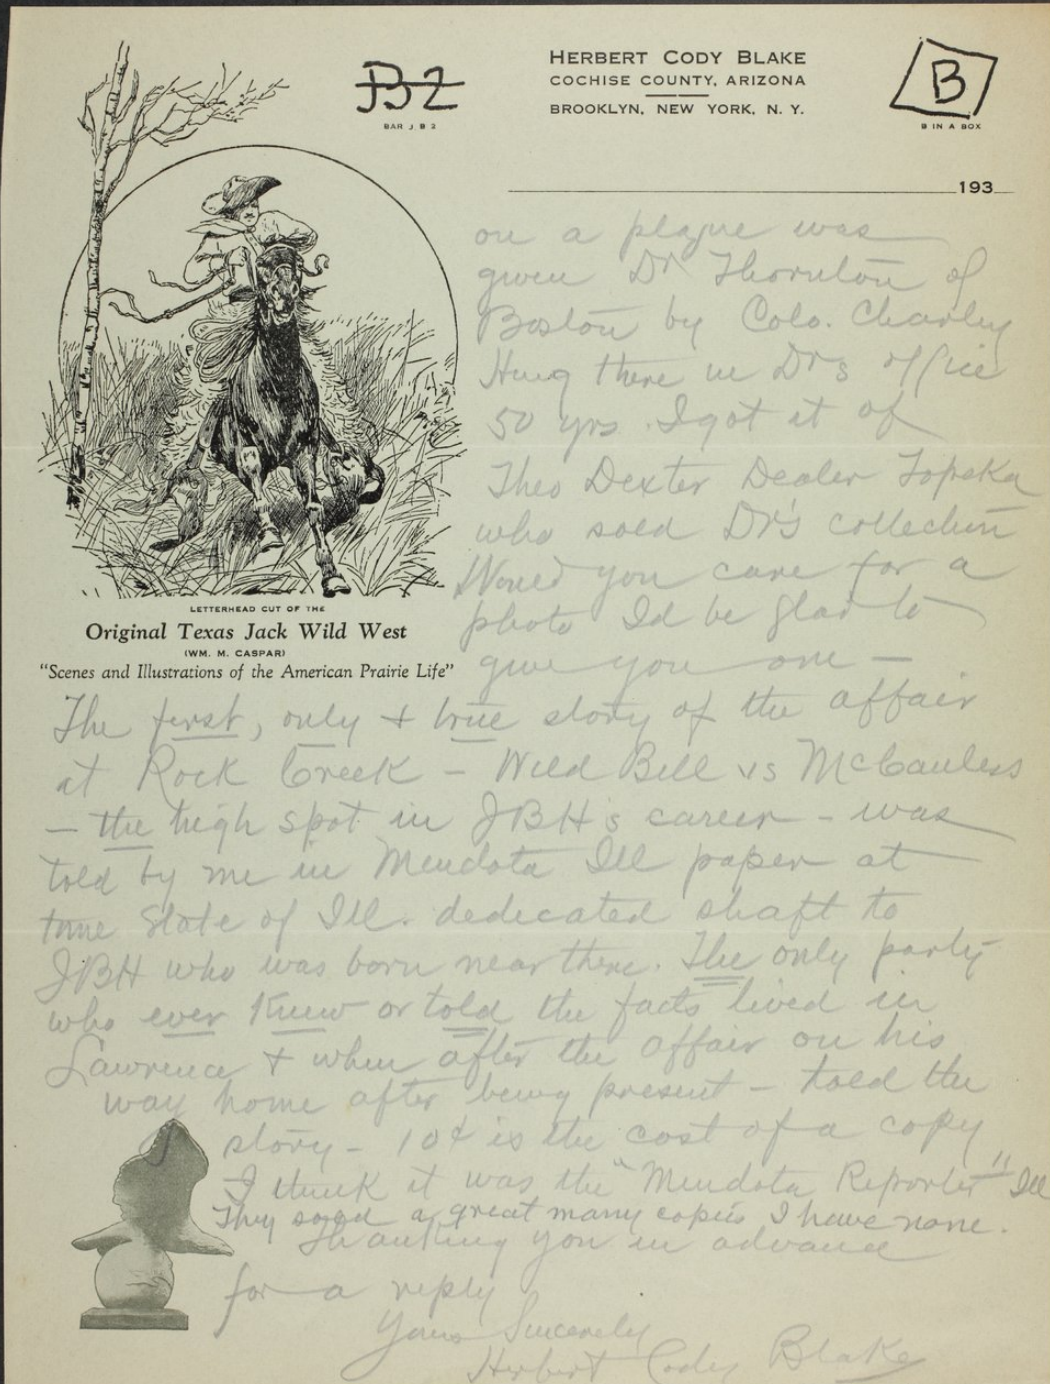 HERBERT CODY BLAKE
COCHISE COUNTY, ARIZONA
BROOKLYN, NEW YORK, N. Y.
JB2
BAR J B 2
B
B IN A BOX
193
LETTERHEAD CUT OF THE
Original Texas Jack Wild West
(WM. M. CASPAR)
"Scenes and Illustrations of the American Prairie Life"
on a plaque was
given Dr Thornton of
Boston by Colo. Charley
Hung there in Drs office
50 yrs. I got it of
Theo Dexter Dealer Topeka
who soed Dr's collection
Would you care for a
photo Id be glad to
give you one —
The first, only + true story of the affair
at Rock Creek – Wild Bill vs McCanless
– the high spot in JBH's career – was
told by me in Mendota Ill paper at
time State of Ill. dedicated shaft to
JBH who was born near there. The only party
who ever knew or told the facts lived in
Lawrence + when after the affair on his
way home after being present – told the
story – 10¢ is the cost of a copy
I think it was the "Mendota Reporter" Ill
They soed a great many copies I have none.
Thanking you in advance
for a reply
Yours Sincerely
Herbert Cody Blake